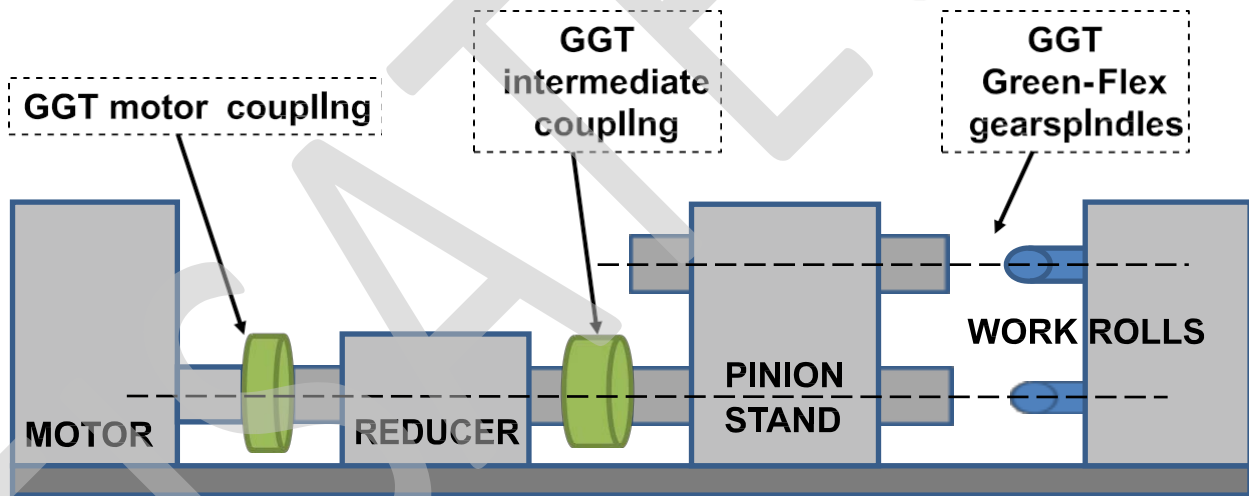 GGT motor coupling
GGT
intermediate
coupling
GGT
Green-Flex
gearspindles
MOTOR
REDUCER
PINION
STAND
WORK ROLLS